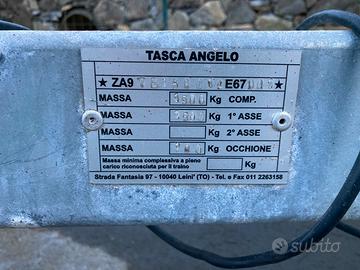 TASCA ANGELO
★ ZA9 E67 ★
MASSA Kg COMP.
MASSA Kg 1° ASSE
MASSA Kg 2° ASSE
MASSA Kg OCCHIONE
Massa minima complessiva a pieno
carico riconosciuta per il traino Kg
Strada Fantasia 97 - 10040 Leini' (TO) - Tel. e Fax 011 2263158
subito